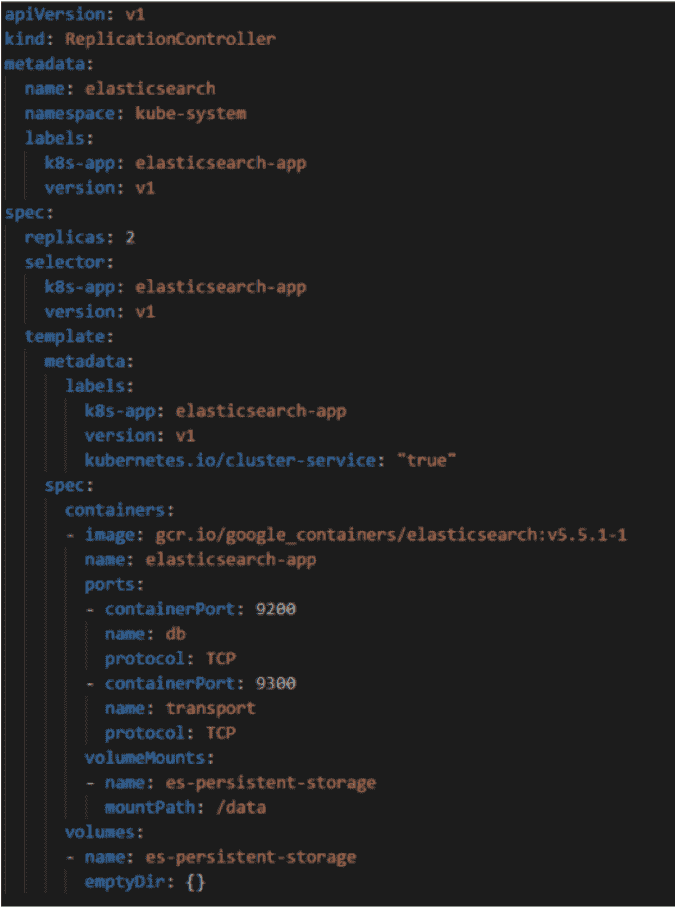 apiVersion: v1
kind: ReplicationController
metadata:
  name: elasticsearch
  namespace: kube-system
  labels:
    k8s-app: elasticsearch-app
    version: v1
spec:
  replicas: 2
  selector:
    k8s-app: elasticsearch-app
    version: v1
  template:
    metadata:
      labels:
        k8s-app: elasticsearch-app
        version: v1
        kubernetes.io/cluster-service: "true"
    spec:
      containers:
      - image: gcr.io/google_containers/elasticsearch:v5.5.1-1
        name: elasticsearch-app
        ports:
        - containerPort: 9200
          name: db
          protocol: TCP
        - containerPort: 9300
          name: transport
          protocol: TCP
        volumeMounts:
        - name: es-persistent-storage
          mountPath: /data
      volumes:
      - name: es-persistent-storage
        emptyDir: {}